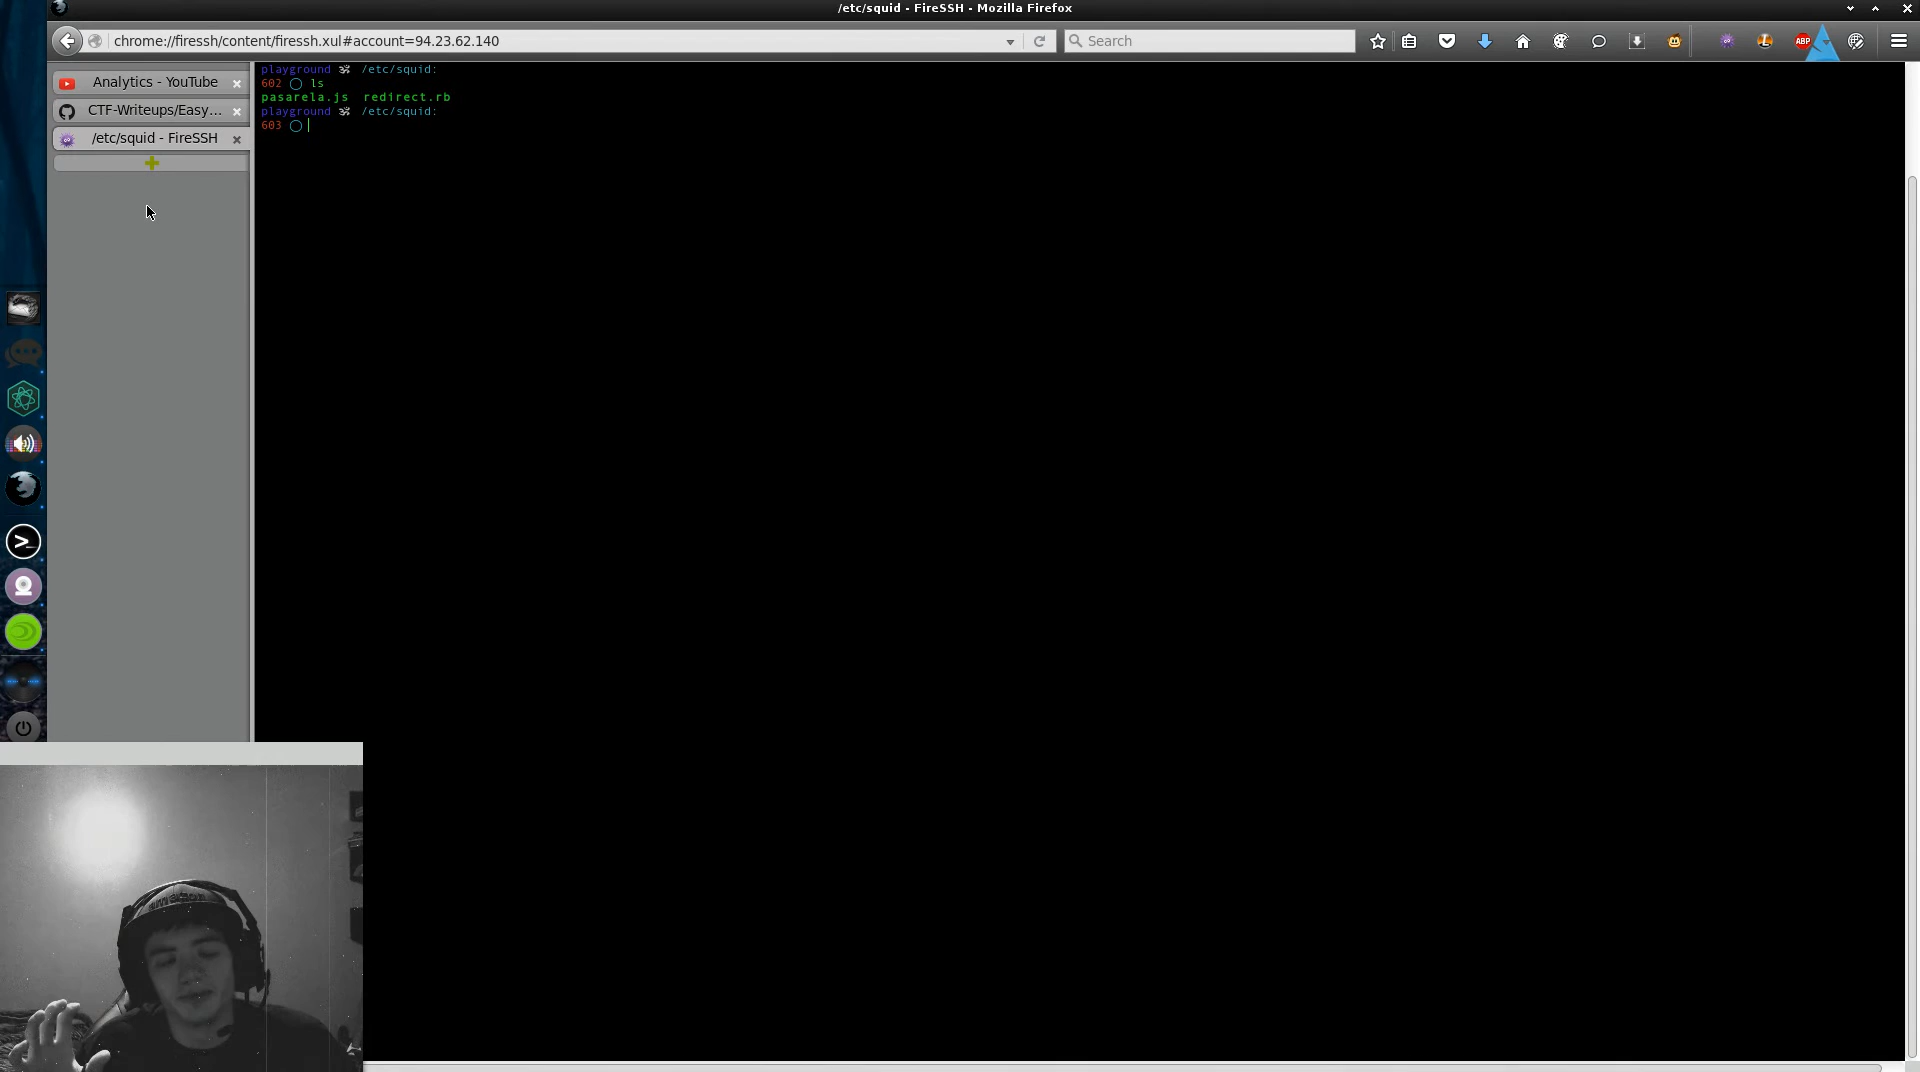 /etc/squid - FireSSH - Mozilla Firefox
chrome://firessh/content/firessh.xul#account=94.23.62.140
Search
ABP
Analytics - YouTube
CTF-Writeups/Easy...
/etc/squid - FireSSH
playground ૐ /etc/squid:
602 ◯ ls
pasarela.js redirect.rb
playground ૐ /etc/squid:
603 ◯